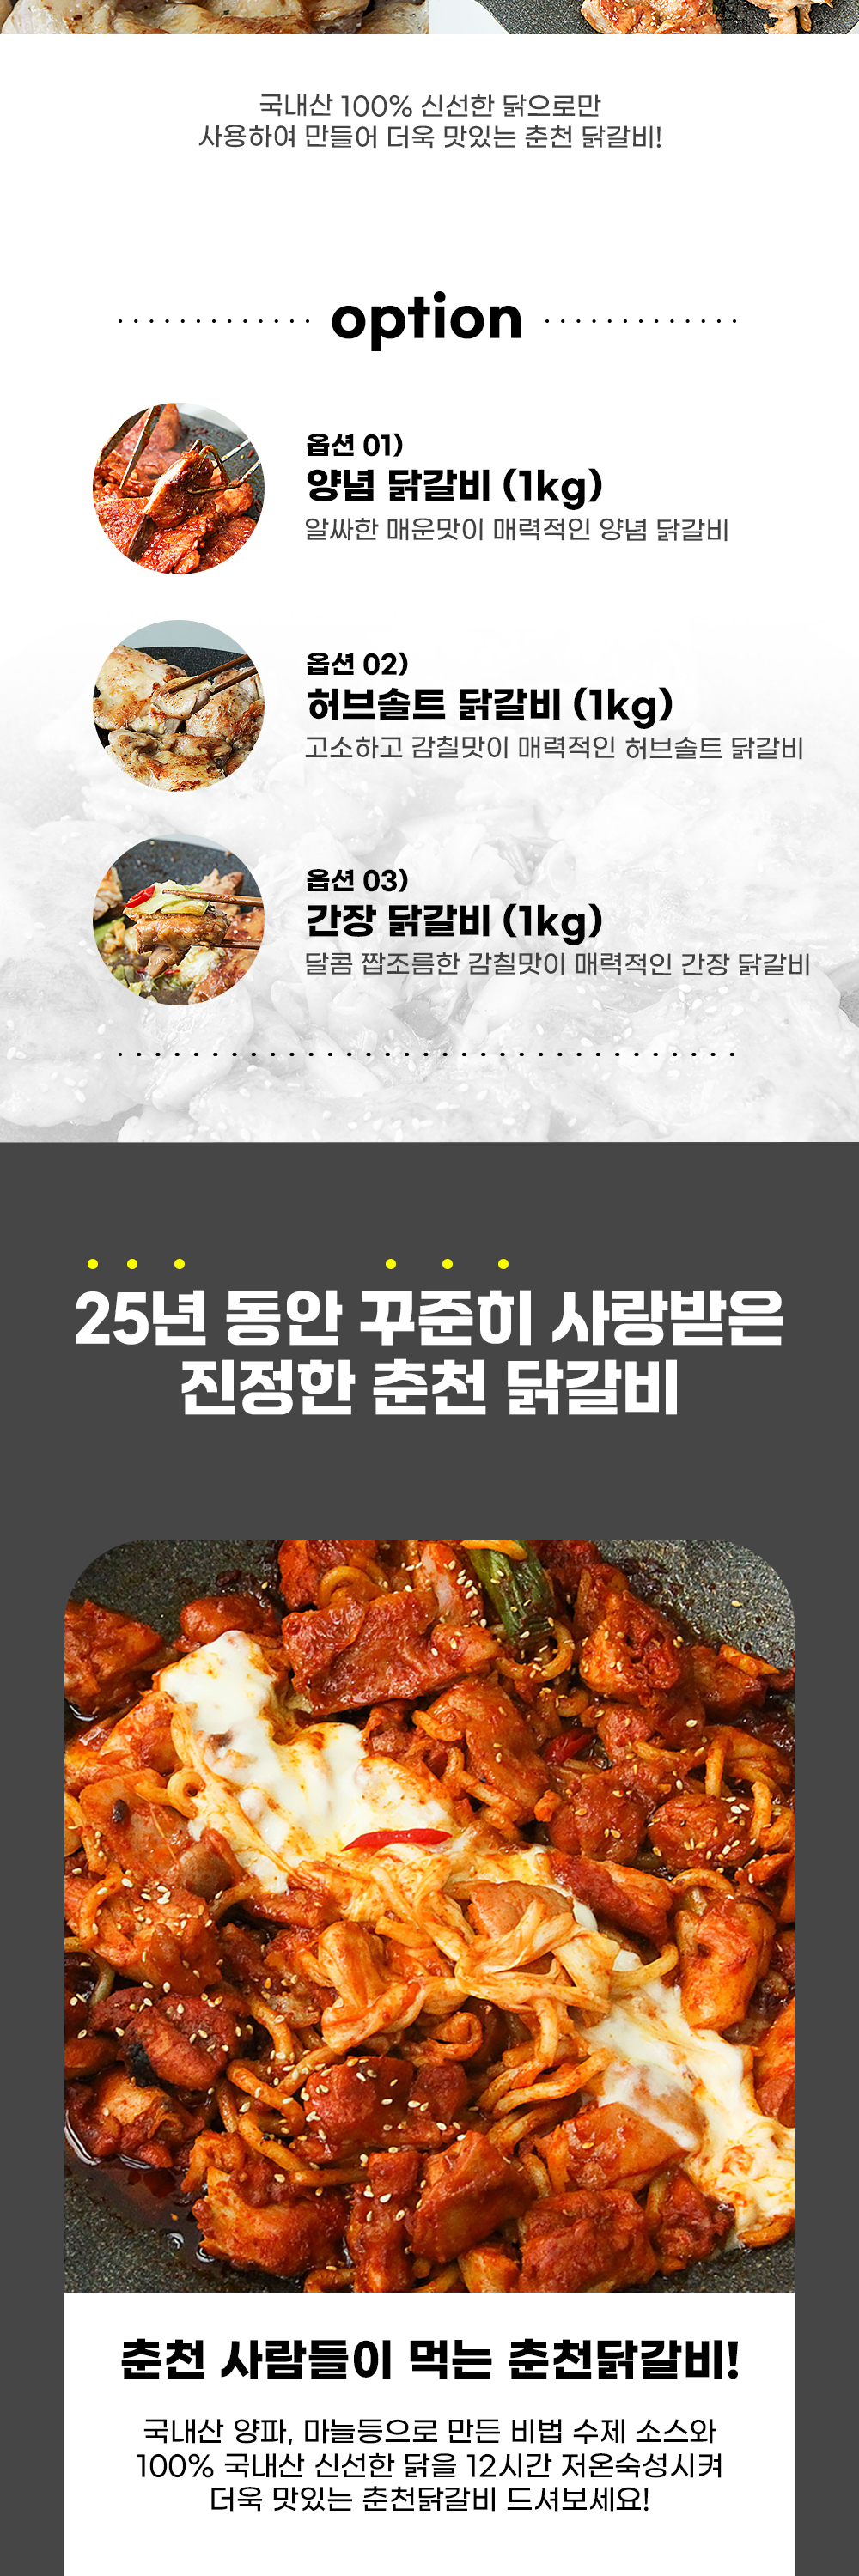 국내산 100% 신선한 닭으로만
사용하여 만들어 더욱 맛있는 춘천 닭갈비!
option
옵션 01)
양념 닭갈비 (1kg)
알싸한 매운맛이 매력적인 양념 닭갈비
옵션 02)
허브솔트 닭갈비 (1kg)
고소하고 감칠맛이 매력적인 허브솔트 닭갈비
옵션 03)
간장 닭갈비 (1kg)
달콤 짭조름한 감칠맛이 매력적인 간장 닭갈비
25년 동안 꾸준히 사랑받은
진정한 춘천 닭갈비
춘천 사람들이 먹는 춘천닭갈비!
국내산 양파, 마늘등으로 만든 비법 수제 소스와
100% 국내산 신선한 닭을 12시간 저온숙성시켜
더욱 맛있는 춘천닭갈비 드셔보세요!